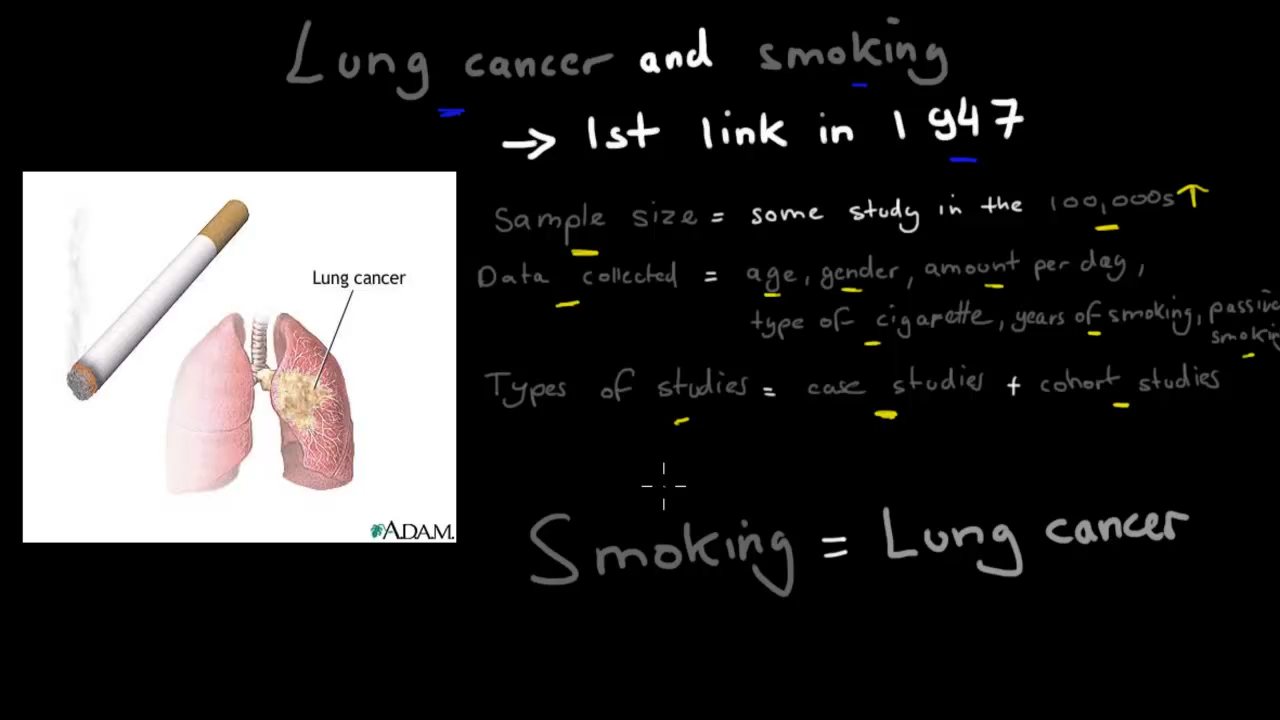 Lung cancer and smoking
→ 1st link in 1947
Sample size = some study in the 100,000s ↑
Data collected = age, gender, amount per day,
type of cigarette, years of smoking, passive
smoking
Types of studies = case studies + cohort studies
Lung cancer
ADAM.
Smoking = Lung cancer